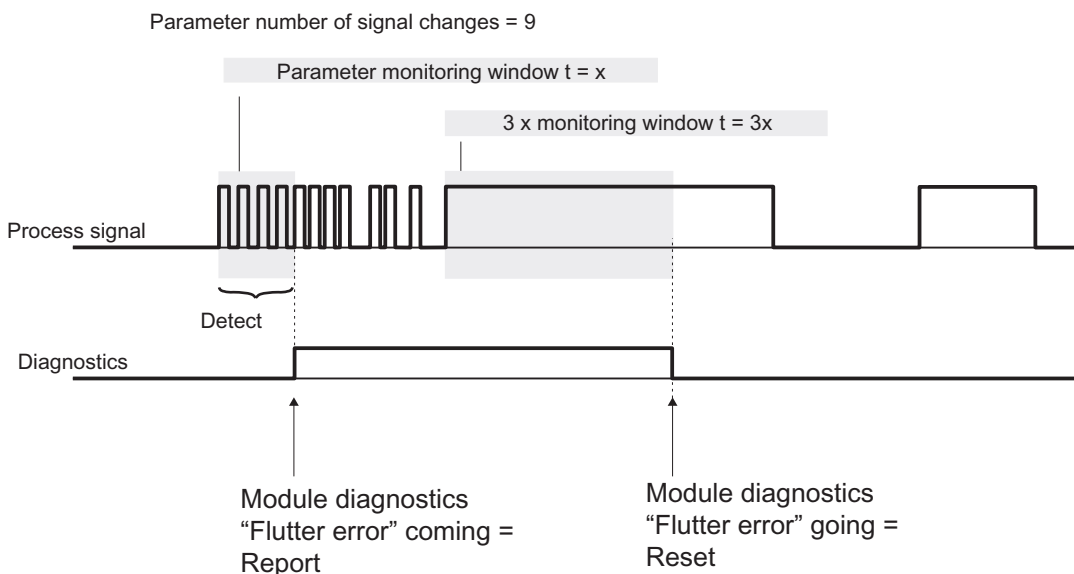 Parameter number of signal changes = 9
Parameter monitoring window t = x
3 x monitoring window t = 3x
Process signal
Detect
Diagnostics
Module diagnostics
“Flutter error” coming =
Report
Module diagnostics
“Flutter error” going =
Reset